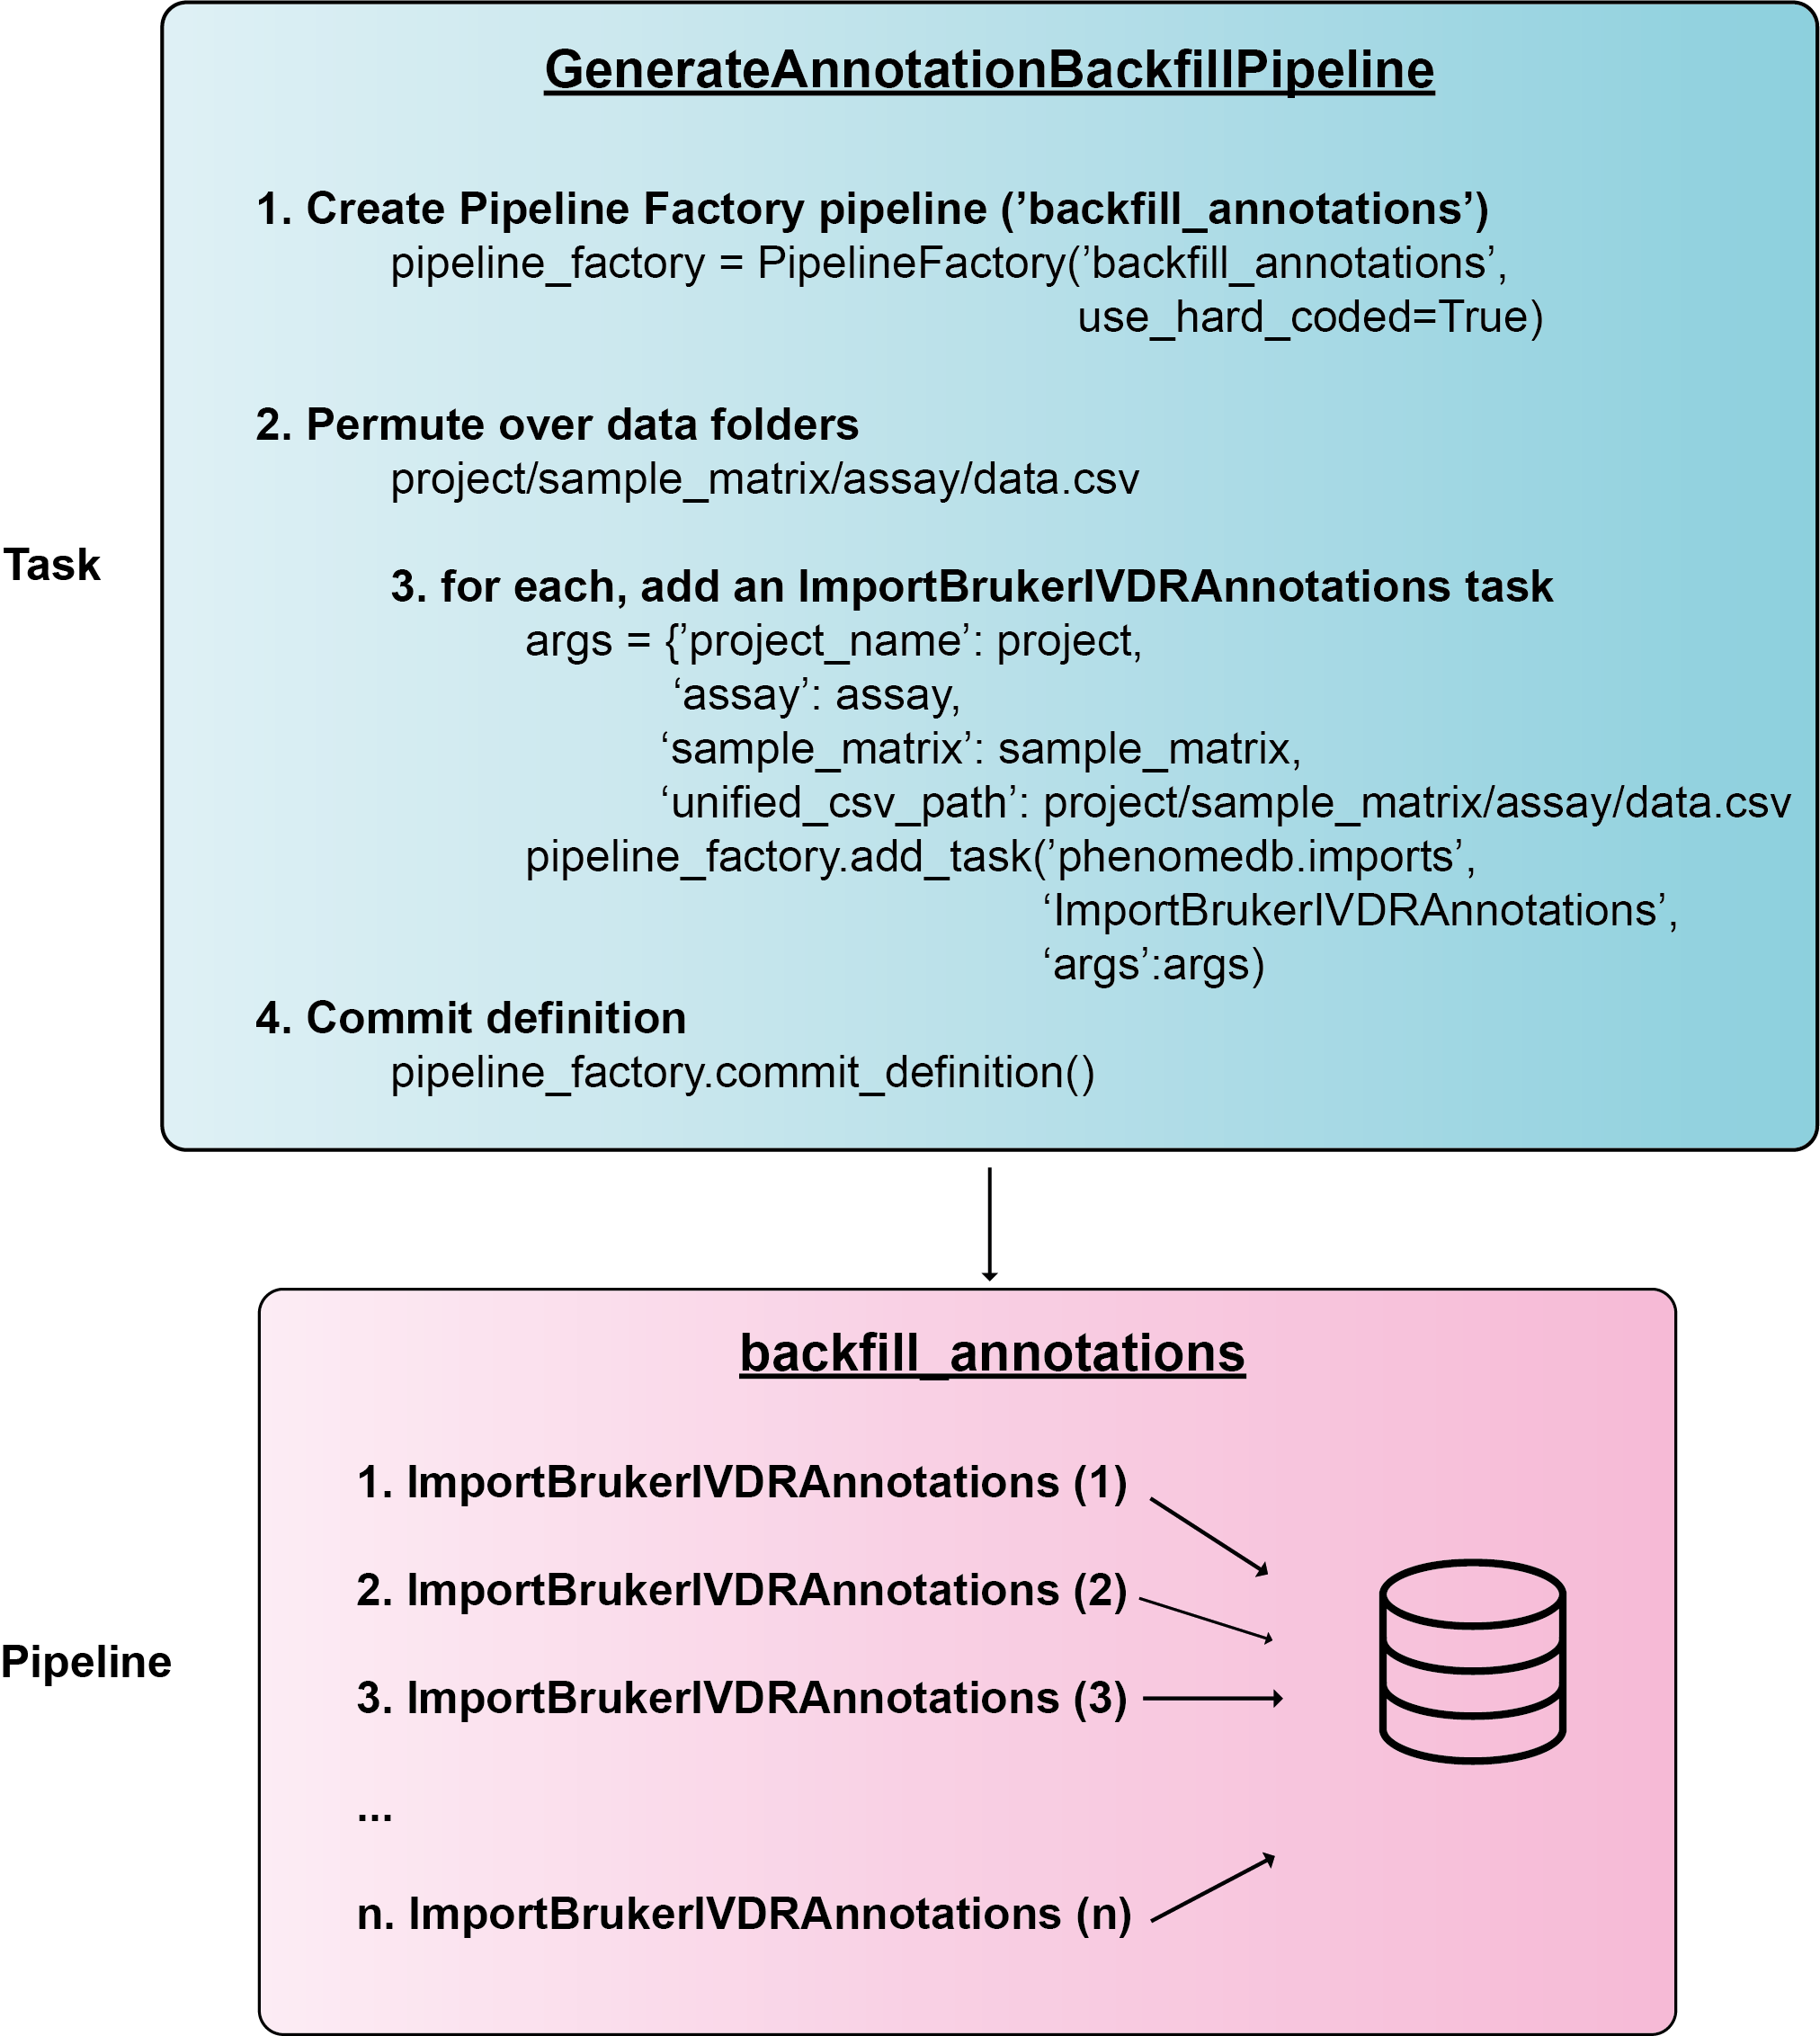 GenerateAnnotationBackfillPipeline
1. Create Pipeline Factory pipeline (’backfill_annotations’)
pipeline_factory = PipelineFactory(’backfill_annotations’,
use_hard_coded=True)
2. Permute over data folders
project/sample_matrix/assay/data.csv
Task
3. for each, add an ImportBrukerIVDRAnnotations task
args = {’project_name’: project,
‘assay’: assay,
‘sample_matrix’: sample_matrix,
‘unified_csv_path’: project/sample_matrix/assay/data.csv
pipeline_factory.add_task(’phenomedb.imports’,
‘ImportBrukerIVDRAnnotations’,
‘args’:args)
4. Commit definition
pipeline_factory.commit_definition()
backfill_annotations
1. ImportBrukerIVDRAnnotations (1)
2. ImportBrukerIVDRAnnotations (2)
Pipeline
3. ImportBrukerIVDRAnnotations (3)
...
n. ImportBrukerIVDRAnnotations (n)